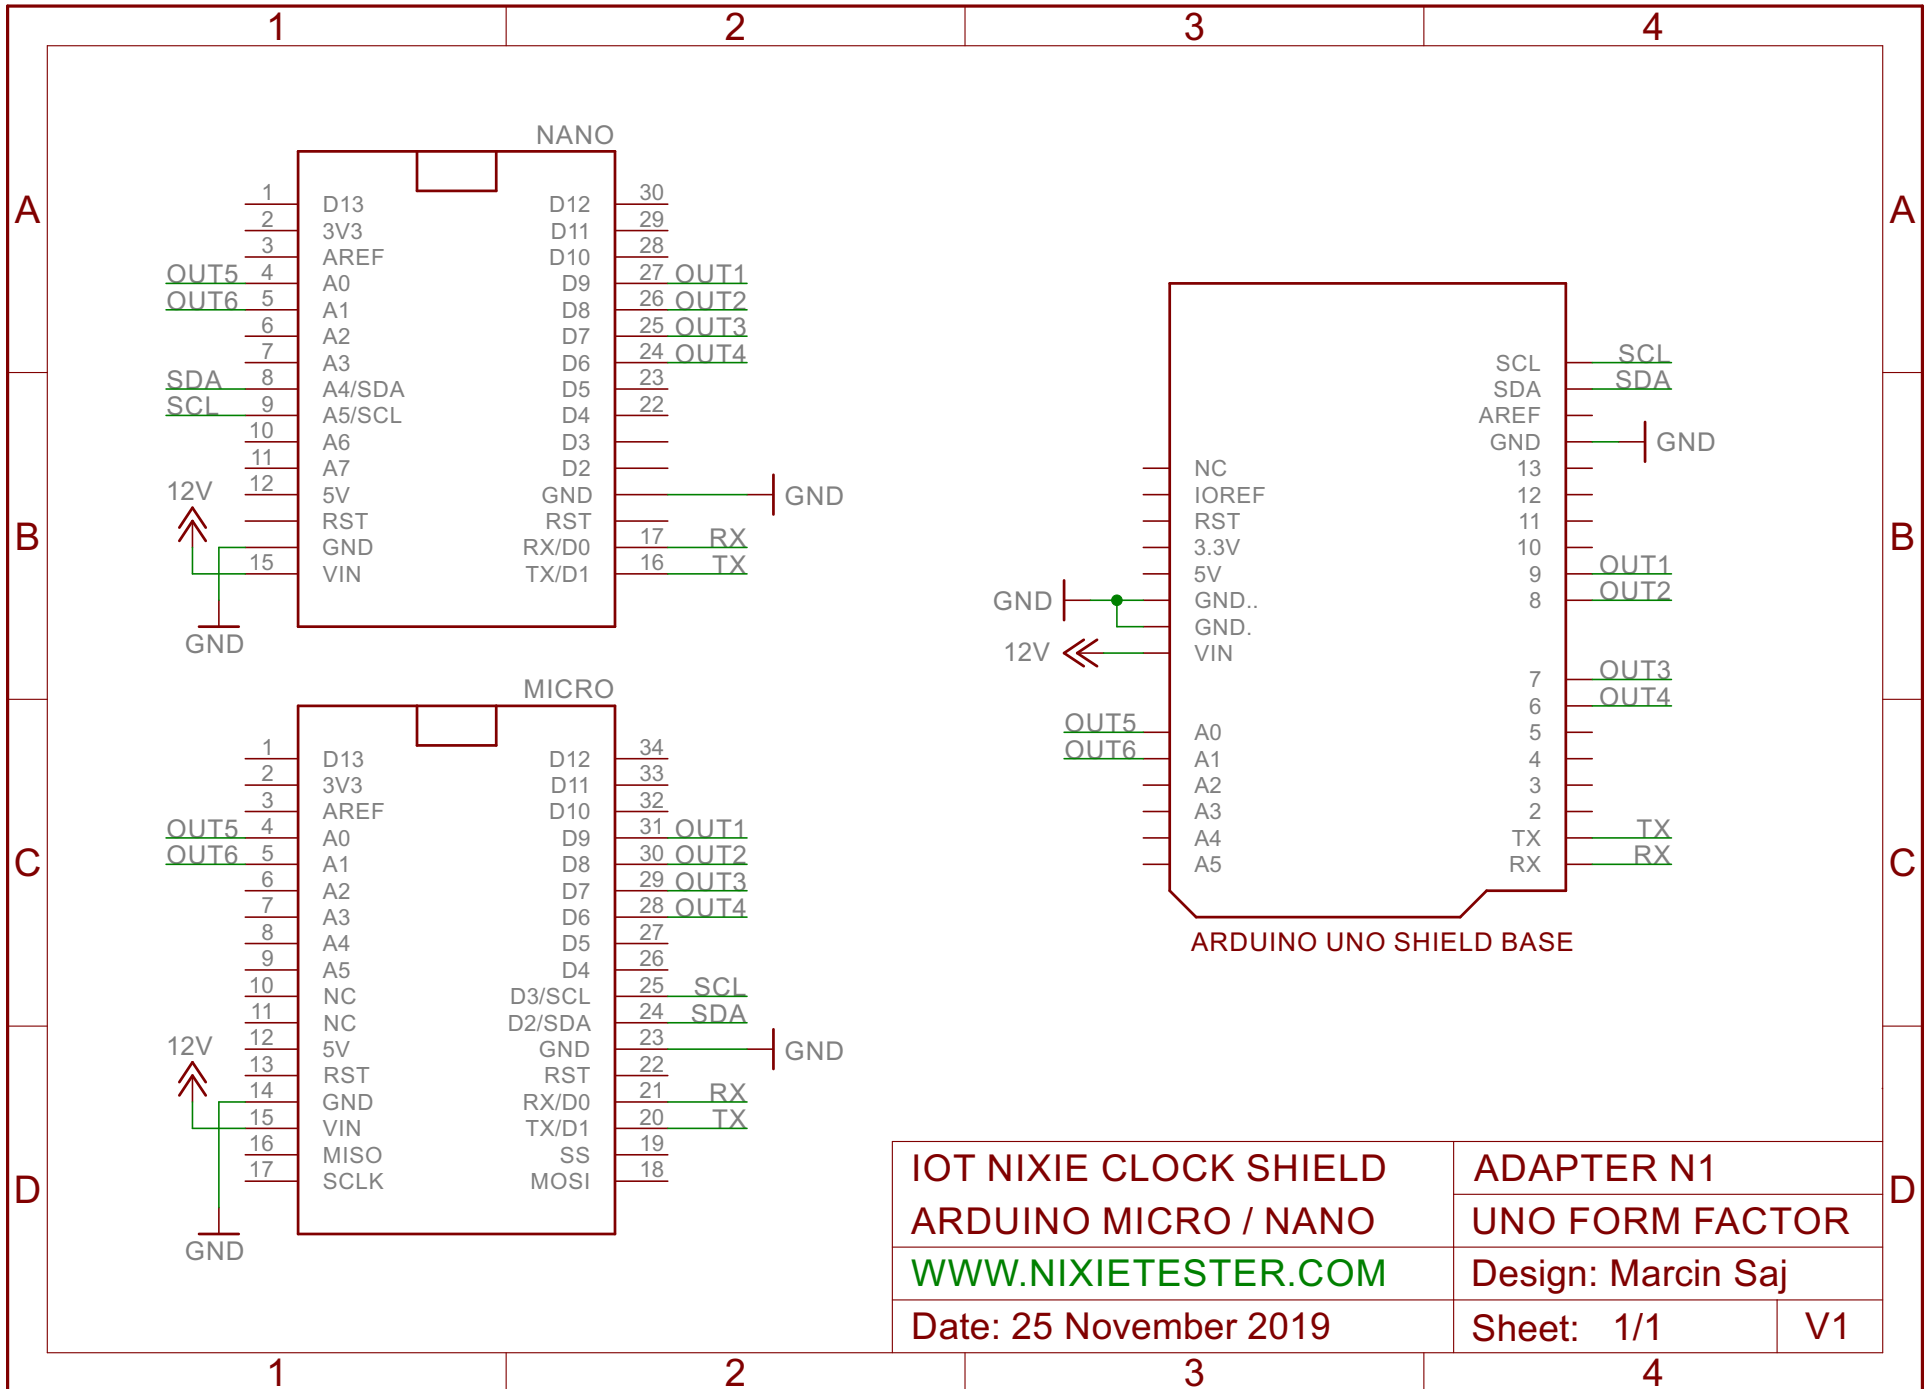 1 2 3 4
A A
B B
C C
D D
NANO
1 D13 D12 30
2 3V3 D11 29
3 AREF D10 28
OUT5 4 A0 D9 27 OUT1
OUT6 5 A1 D8 26 OUT2
6 A2 D7 25 OUT3
7 A3 D6 24 OUT4
SDA 8 A4/SDA D5 23
SCL 9 A5/SCL D4 22
10 A6 D3
11 A7 D2
12V 12 5V GND GND
RST RST
GND RX/D0 17 RX
15 VIN TX/D1 16 TX
GND
MICRO
1 D13 D12 34
2 3V3 D11 33
3 AREF D10 32
OUT5 4 A0 D9 31 OUT1
OUT6 5 A1 D8 30 OUT2
6 A2 D7 29 OUT3
7 A3 D6 28 OUT4
8 A4 D5 27
9 A5 D4 26
10 NC D3/SCL 25 SCL
11 NC D2/SDA 24 SDA
12V 12 5V GND 23 GND
13 RST RST 22
14 GND RX/D0 21 RX
15 VIN TX/D1 20 TX
16 MISO SS 19
17 SCLK MOSI 18
GND
SCL SCL
SDA SDA
AREF
GND GND
NC 13
IOREF 12
RST 11
3.3V 10
5V 9 OUT1
GND GND.. 8 OUT2
GND.
12V VIN
7 OUT3
6 OUT4
OUT5 A0 5
OUT6 A1 4
A2 3
A3 2
A4 TX TX
A5 RX RX
ARDUINO UNO SHIELD BASE
IOT NIXIE CLOCK SHIELD ADAPTER N1
ARDUINO MICRO / NANO UNO FORM FACTOR
WWW.NIXIETESTER.COM Design: Marcin Saj
Date: 25 November 2019 Sheet: 1/1 V1
1 2 3 4